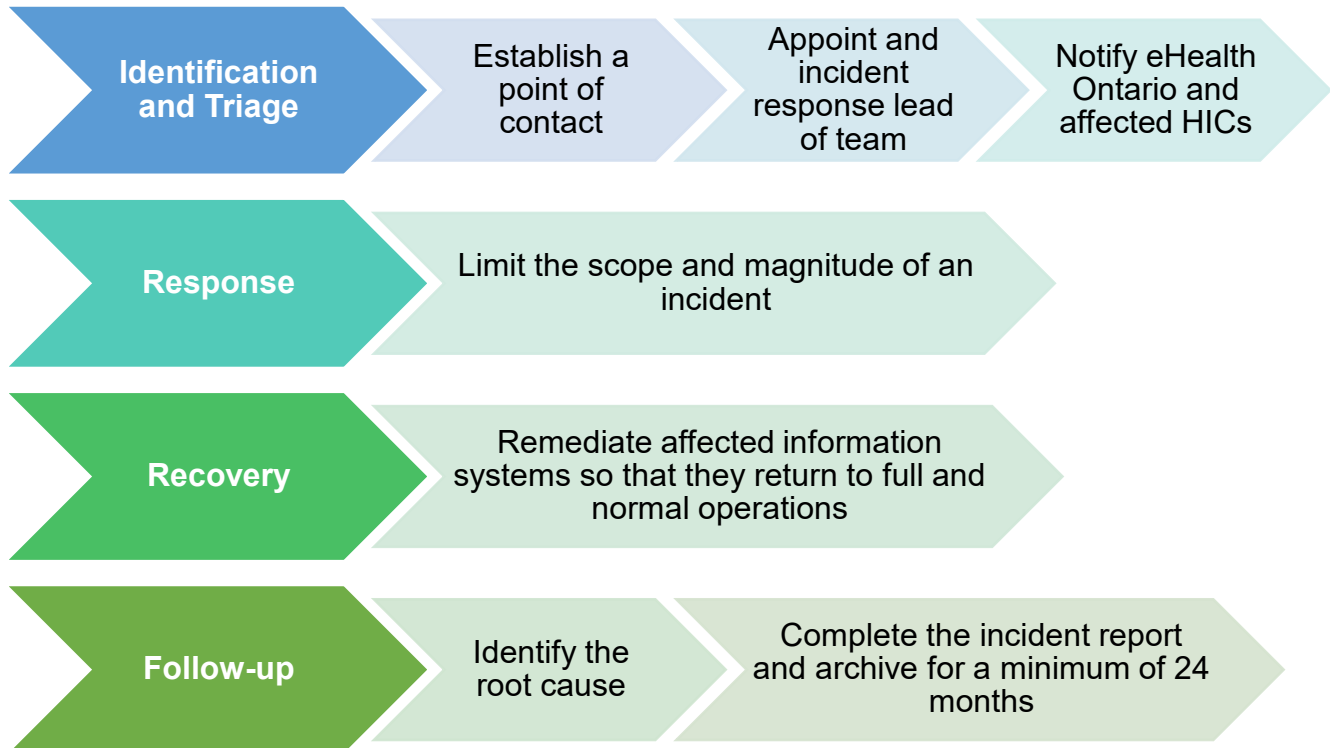 Identification
and Triage
Establish a
point of
contact
Appoint and
incident
response lead
of team
Notify eHealth
Ontario and
affected HICs
Response
Limit the scope and magnitude of an
incident
Recovery
Remediate affected information
systems so that they return to full and
normal operations
Follow-up
Identify the
root cause
Complete the incident report
and archive for a minimum of 24
months